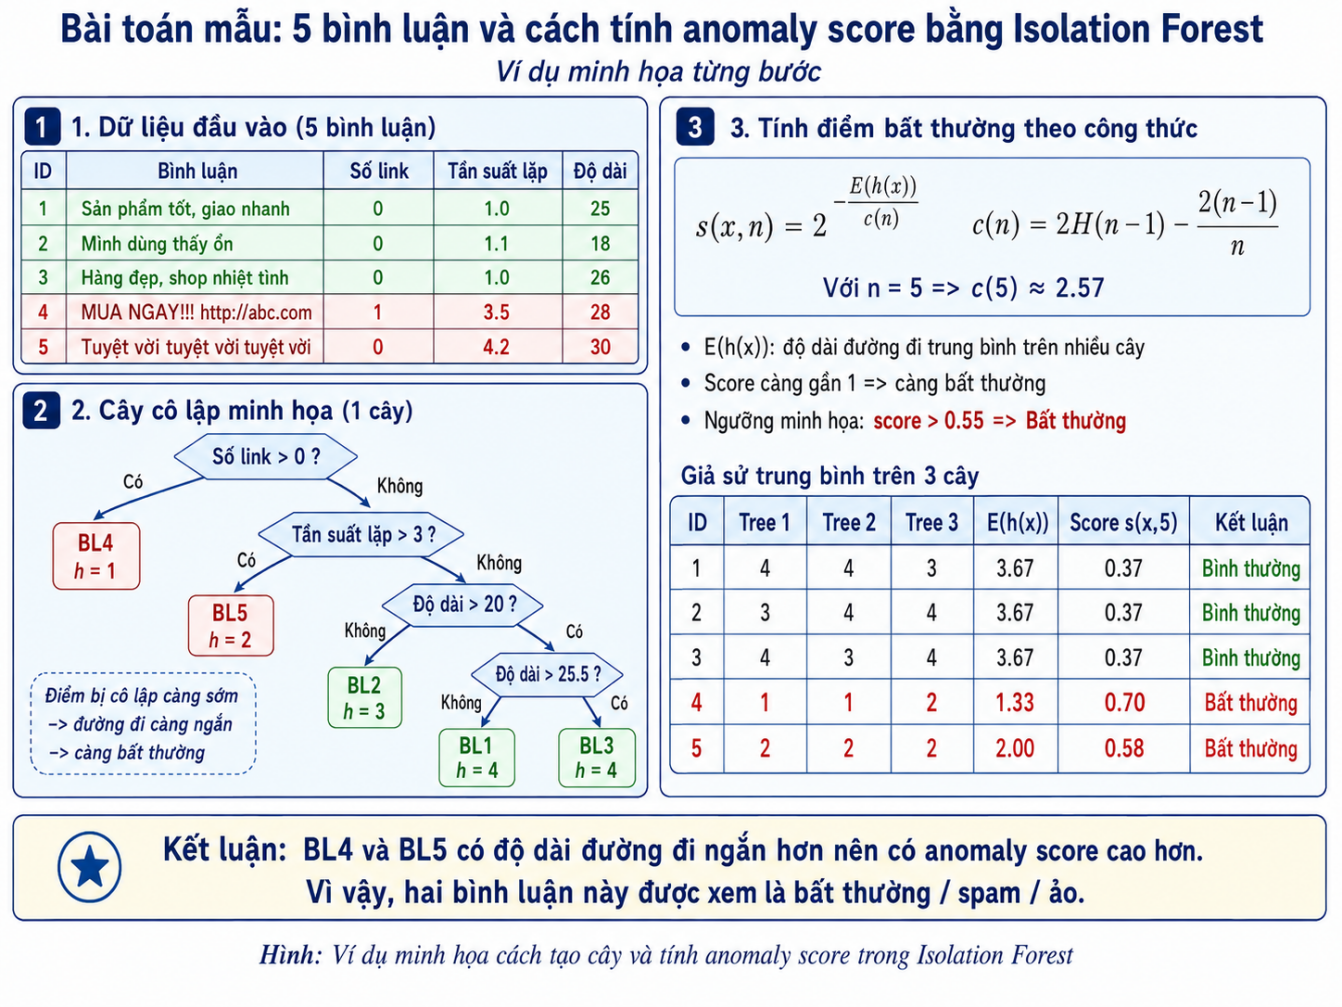 Bài toán mẫu: 5 bình luận và cách tính anomaly score bằng Isolation Forest
Ví dụ minh họa từng bước
1 1. Dữ liệu đầu vào (5 bình luận)
ID Bình luận Số link Tần suất lặp Độ dài
1 Sản phẩm tốt, giao nhanh 0 1.0 25
2 Mình dùng thấy ổn 0 1.1 18
3 Hàng đẹp, shop nhiệt tình 0 1.0 26
4 MUA NGAY!!! http://abc.com 1 3.5 28
5 Tuyệt vời tuyệt vời tuyệt vời 0 4.2 30
2 2. Cây cô lập minh họa (1 cây)
Số link > 0 ?
Có
Không
BL4
h = 1
Tần suất lặp > 3 ?
Có
Không
BL5
h = 2
Độ dài > 20 ?
Không
Có
BL2
h = 3
Độ dài > 25.5 ?
Không
Có
BL1
h = 4
BL3
h = 4
Điểm bị cô lập càng sớm
–> đường đi càng ngắn
–> càng bất thường
3 3. Tính điểm bất thường theo công thức
s(x,n) = 2^{-\frac{E(h(x))}{c(n)}} c(n) = 2H(n−1) − \frac{2(n−1)}{n}
Với n = 5 => c(5) ≈ 2.57
• E(h(x)): độ dài đường đi trung bình trên nhiều cây
• Score càng gần 1 => càng bất thường
• Ngưỡng minh họa: score > 0.55 => Bất thường
Giả sử trung bình trên 3 cây
ID Tree 1 Tree 2 Tree 3 E(h(x)) Score s(x,5) Kết luận
1 4 4 3 3.67 0.37 Bình thường
2 3 4 4 3.67 0.37 Bình thường
3 4 3 4 3.67 0.37 Bình thường
4 1 1 2 1.33 0.70 Bất thường
5 2 2 2 2.00 0.58 Bất thường
Kết luận: BL4 và BL5 có độ dài đường đi ngắn hơn nên có anomaly score cao hơn.
Vì vậy, hai bình luận này được xem là bất thường / spam / ảo.
Hình: Ví dụ minh họa cách tạo cây và tính anomaly score trong Isolation Forest